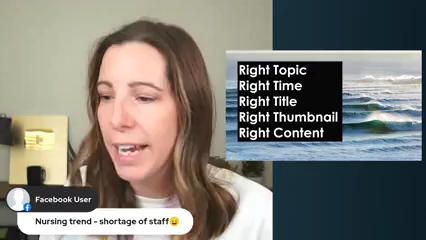 Right Topic
Right Time
Right Title
Right Thumbnail
Right Content
Facebook User
Nursing trend - shortage of staff😀